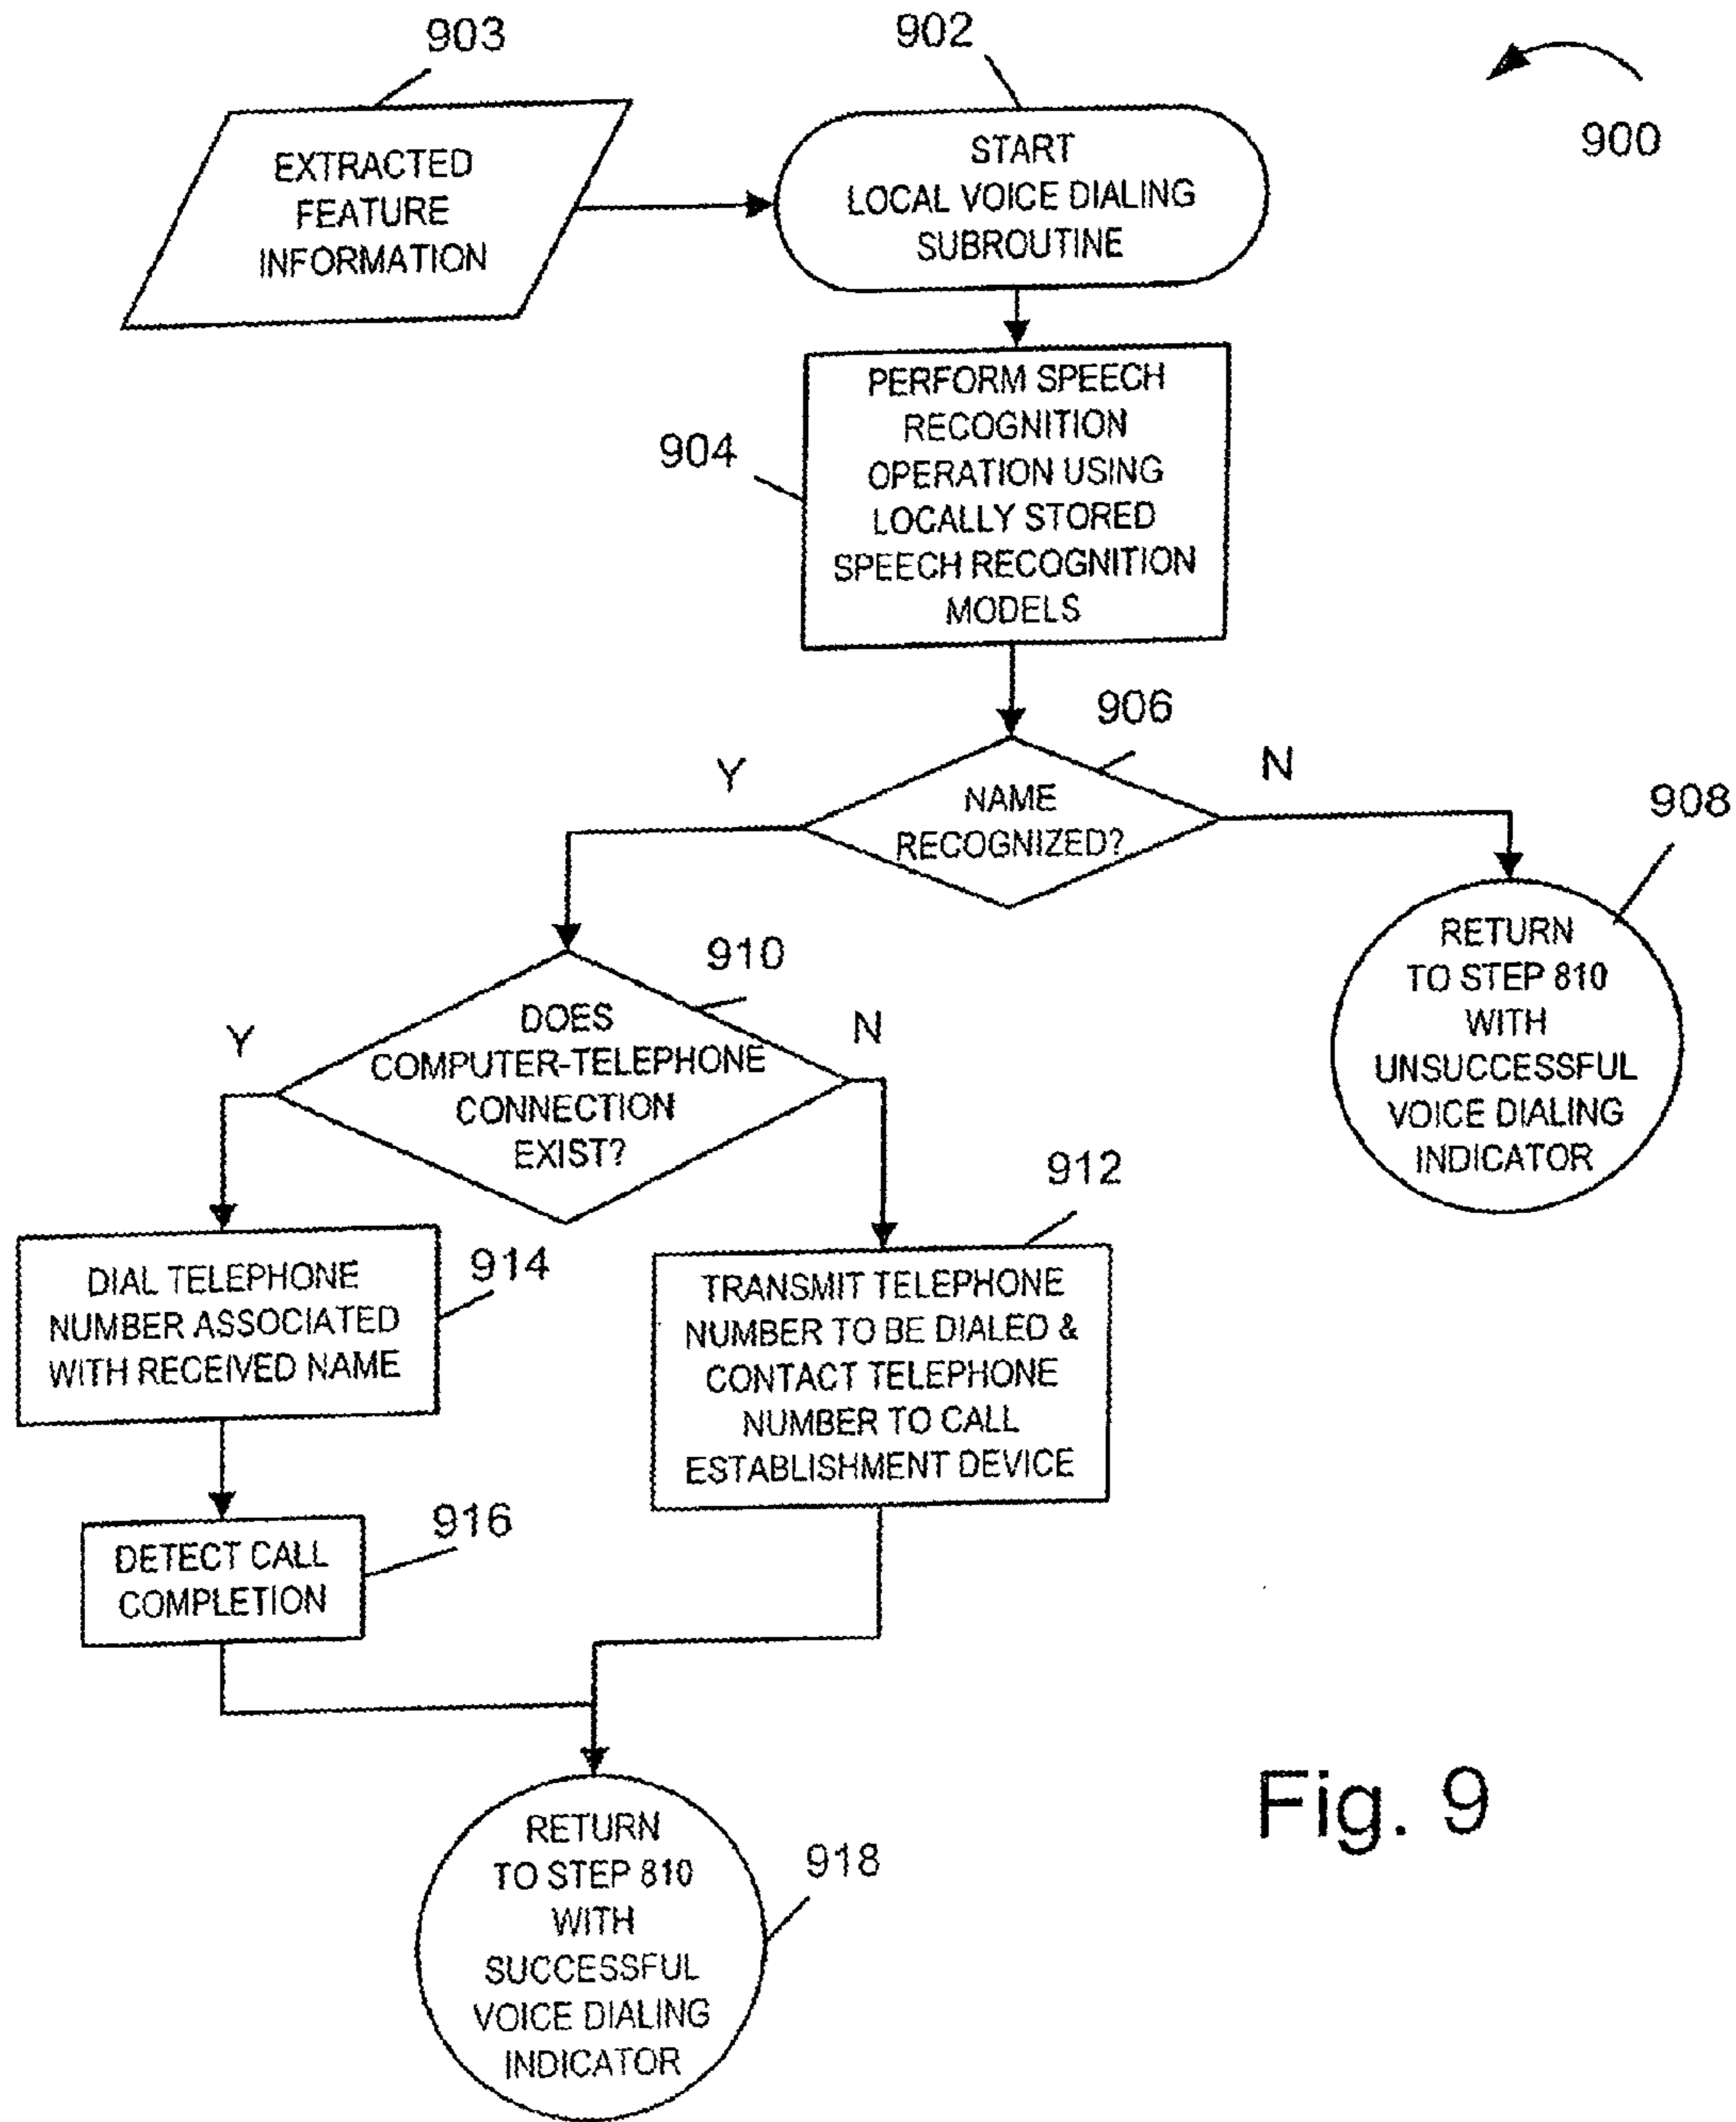 903
902
900
EXTRACTED
FEATURE
INFORMATION
START
LOCAL VOICE DIALING
SUBROUTINE
904
PERFORM SPEECH
RECOGNITION
OPERATION USING
LOCALLY STORED
SPEECH RECOGNITION
MODELS
906
Y
N
NAME
RECOGNIZED?
908
RETURN
TO STEP 810
WITH
UNSUCCESSFUL
VOICE DIALING
INDICATOR
910
Y
N
DOES
COMPUTER-TELEPHONE
CONNECTION
EXIST?
914
DIAL TELEPHONE
NUMBER ASSOCIATED
WITH RECEIVED NAME
912
TRANSMIT TELEPHONE
NUMBER TO BE DIALED &
CONTACT TELEPHONE
NUMBER TO CALL
ESTABLISHMENT DEVICE
916
DETECT CALL
COMPLETION
918
RETURN
TO STEP 810
WITH
SUCCESSFUL
VOICE DIALING
INDICATOR
Fig. 9